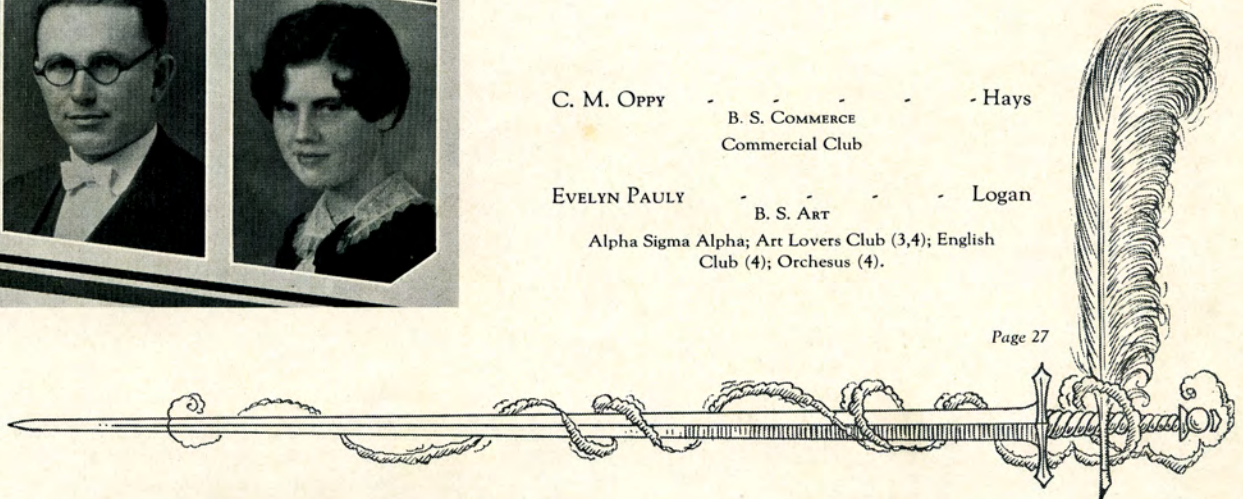 C. M. OPPY - - - - - Hays
B. S. COMMERCE
Commercial Club
EVELYN PAULY - - - - Logan
B. S. ART
Alpha Sigma Alpha; Art Lovers Club (3,4); English
Club (4); Orchesus (4).
Page 27